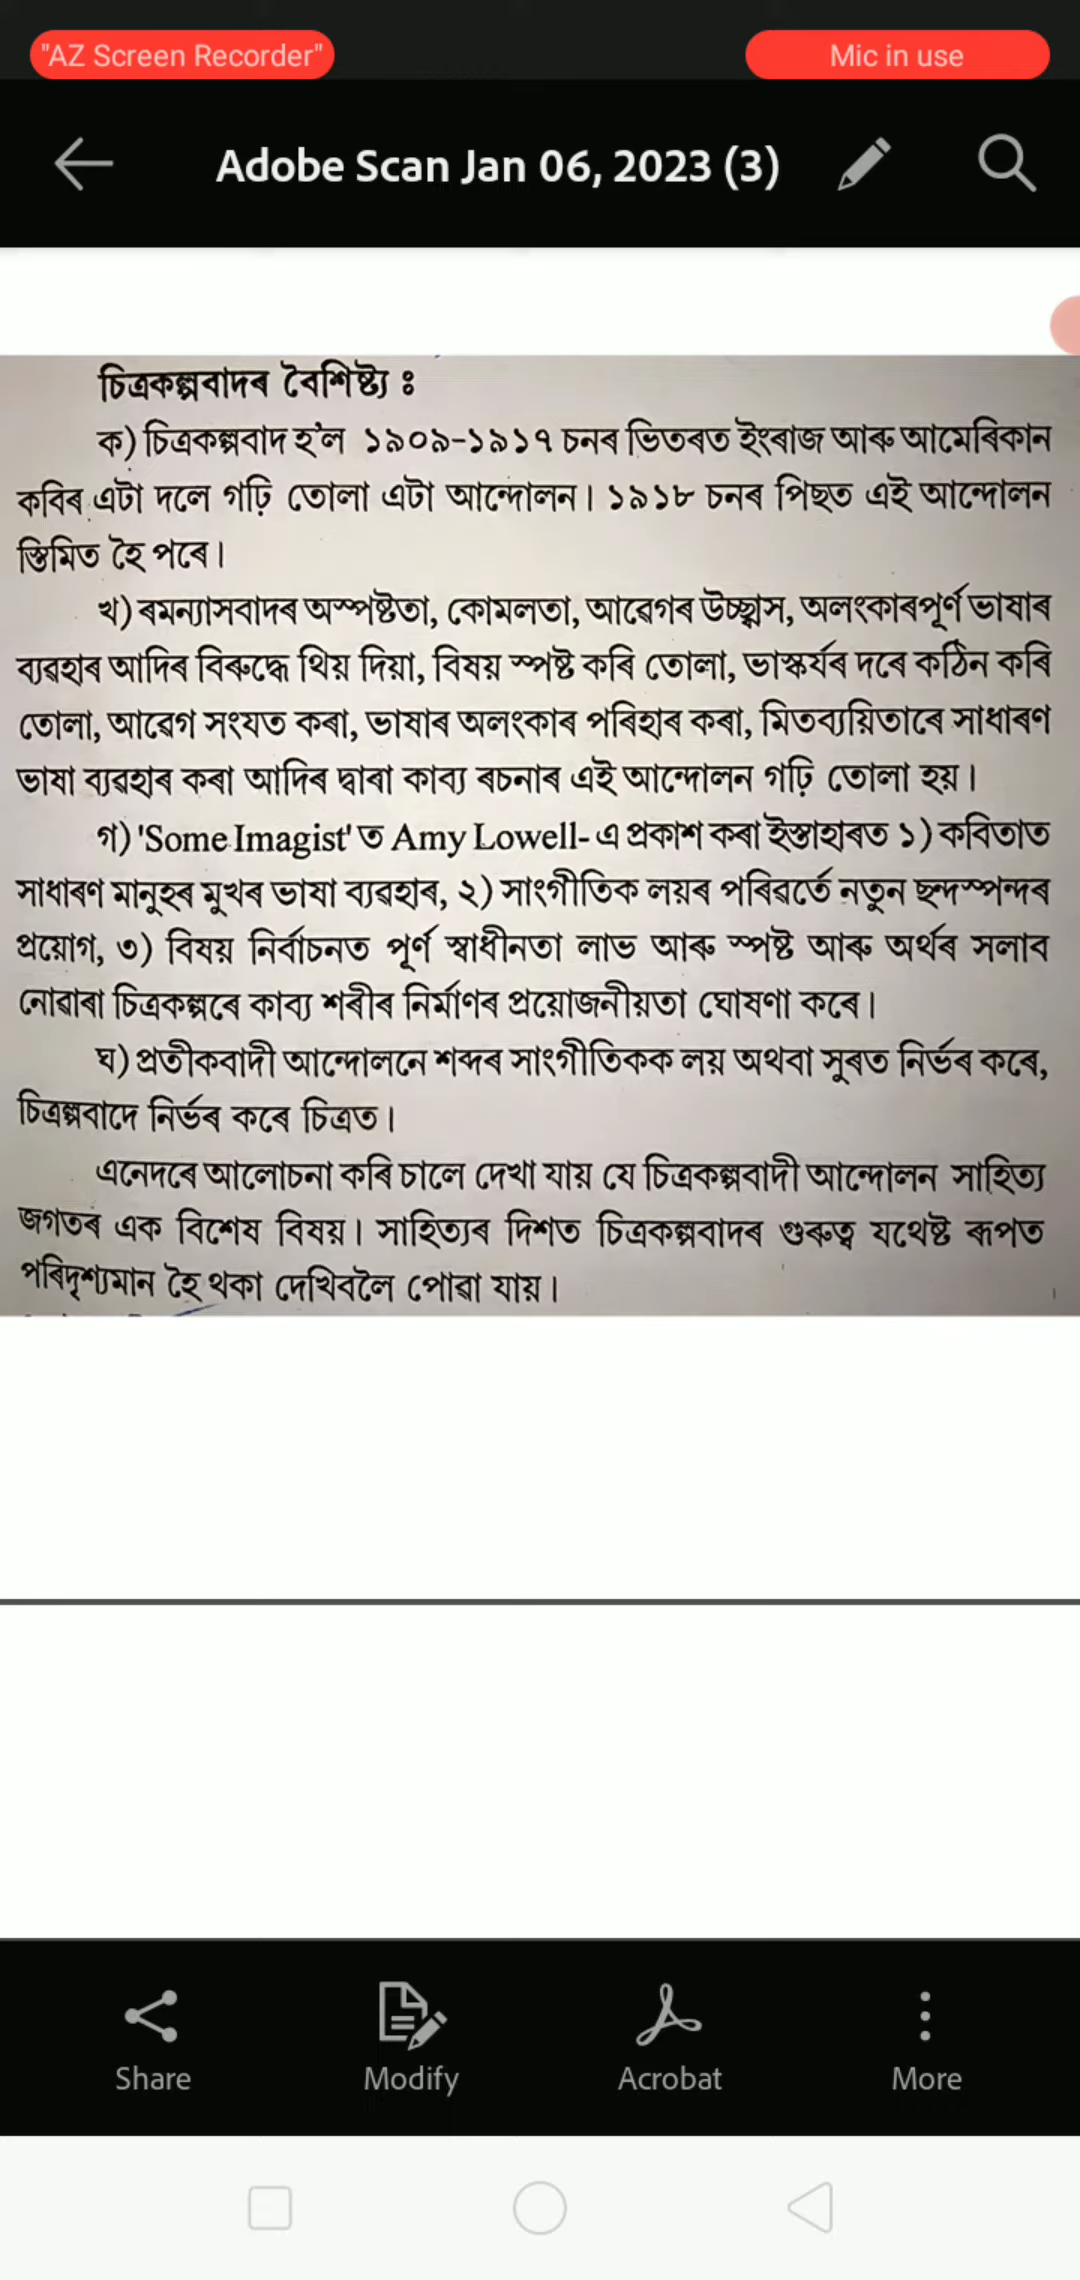 "AZ Screen Recorder"
Mic in use
Adobe Scan Jan 06, 2023 (3)
চিত্ৰকল্পবাদৰ বৈশিষ্ট্য ঃ
ক) চিত্ৰকল্পবাদ হ'ল ১৯০৯-১৯১৭ চনৰ ভিতৰত ইংৰাজ আৰু আমেৰিকান
কবিৰ এটা দলে গঢ়ি তোলা এটা আন্দোলন। ১৯১৮ চনৰ পিছত এই আন্দোলন
স্তিমিত হৈ পৰে।
খ) ৰমন্যাসবাদৰ অস্পষ্টতা, কোমলতা, আৱেগৰ উচ্ছ্বাস, অলংকাৰপূৰ্ণ ভাষাৰ
ব্যৱহাৰ আদিৰ বিৰুদ্ধে থিয় দিয়া, বিষয় স্পষ্ট কৰি তোলা, ভাস্কৰ্যৰ দৰে কঠিন কৰি
তোলা, আৱেগ সংযত কৰা, ভাষাৰ অলংকাৰ পৰিহাৰ কৰা, মিতব্যয়িতাৰে সাধাৰণ
ভাষা ব্যৱহাৰ কৰা আদিৰ দ্বাৰা কাব্য ৰচনাৰ এই আন্দোলন গঢ়ি তোলা হয়।
গ) 'Some Imagist'ত Amy Lowell-এ প্ৰকাশ কৰা ইস্তাহাৰত ১) কবিতাত
সাধাৰণ মানুহৰ মুখৰ ভাষা ব্যৱহাৰ, ২) সাংগীতিক লয়ৰ পৰিৱৰ্তে নতুন ছন্দস্পন্দৰ
প্ৰয়োগ, ৩) বিষয় নিৰ্বাচনত পূৰ্ণ স্বাধীনতা লাভ আৰু স্পষ্ট আৰু অৰ্থৰ সলাব
নোৱাৰা চিত্ৰকল্পৰে কাব্য শৰীৰ নিৰ্মাণৰ প্ৰয়োজনীয়তা ঘোষণা কৰে।
ঘ) প্ৰতীকবাদী আন্দোলনে শব্দৰ সাংগীতিকক লয় অথবা সুৰত নিৰ্ভৰ কৰে,
চিত্ৰল্পবাদে নিৰ্ভৰ কৰে চিত্ৰত।
এনেদৰে আলোচনা কৰি চালে দেখা যায় যে চিত্ৰকল্পবাদী আন্দোলন সাহিত্য
জগতৰ এক বিশেষ বিষয়। সাহিত্যৰ দিশত চিত্ৰকল্পবাদৰ গুৰুত্ব যথেষ্ট ৰূপত
পৰিদৃশ্যমান হৈ থকা দেখিবলৈ পোৱা যায়।
Share
Modify
Acrobat
More